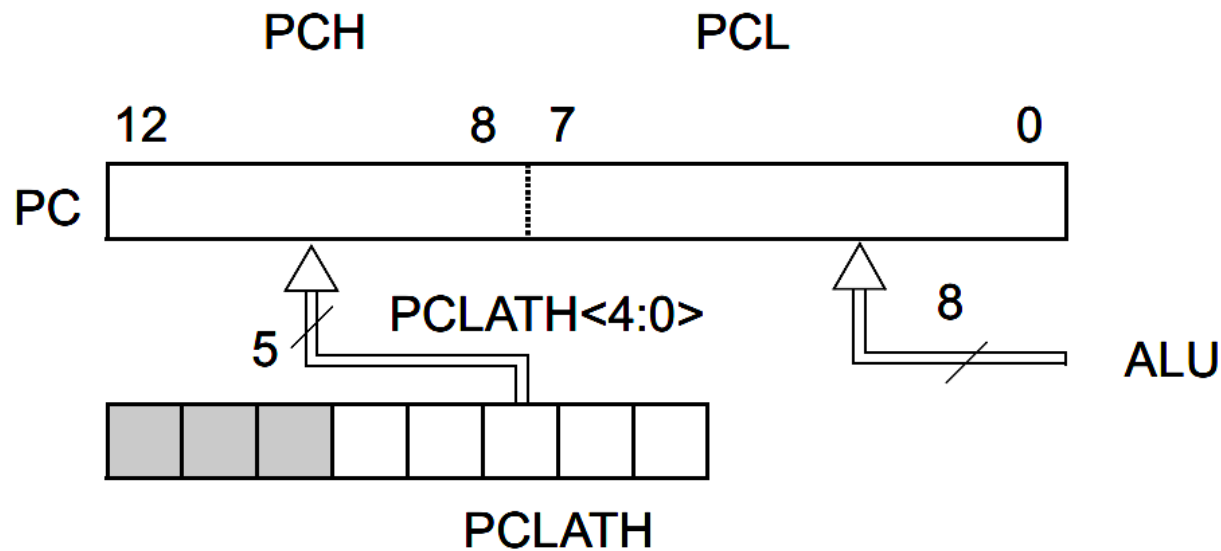 PCH PCL
12 8 7 0
PC
PCLATH<4:0> 8
5 ALU
PCLATH